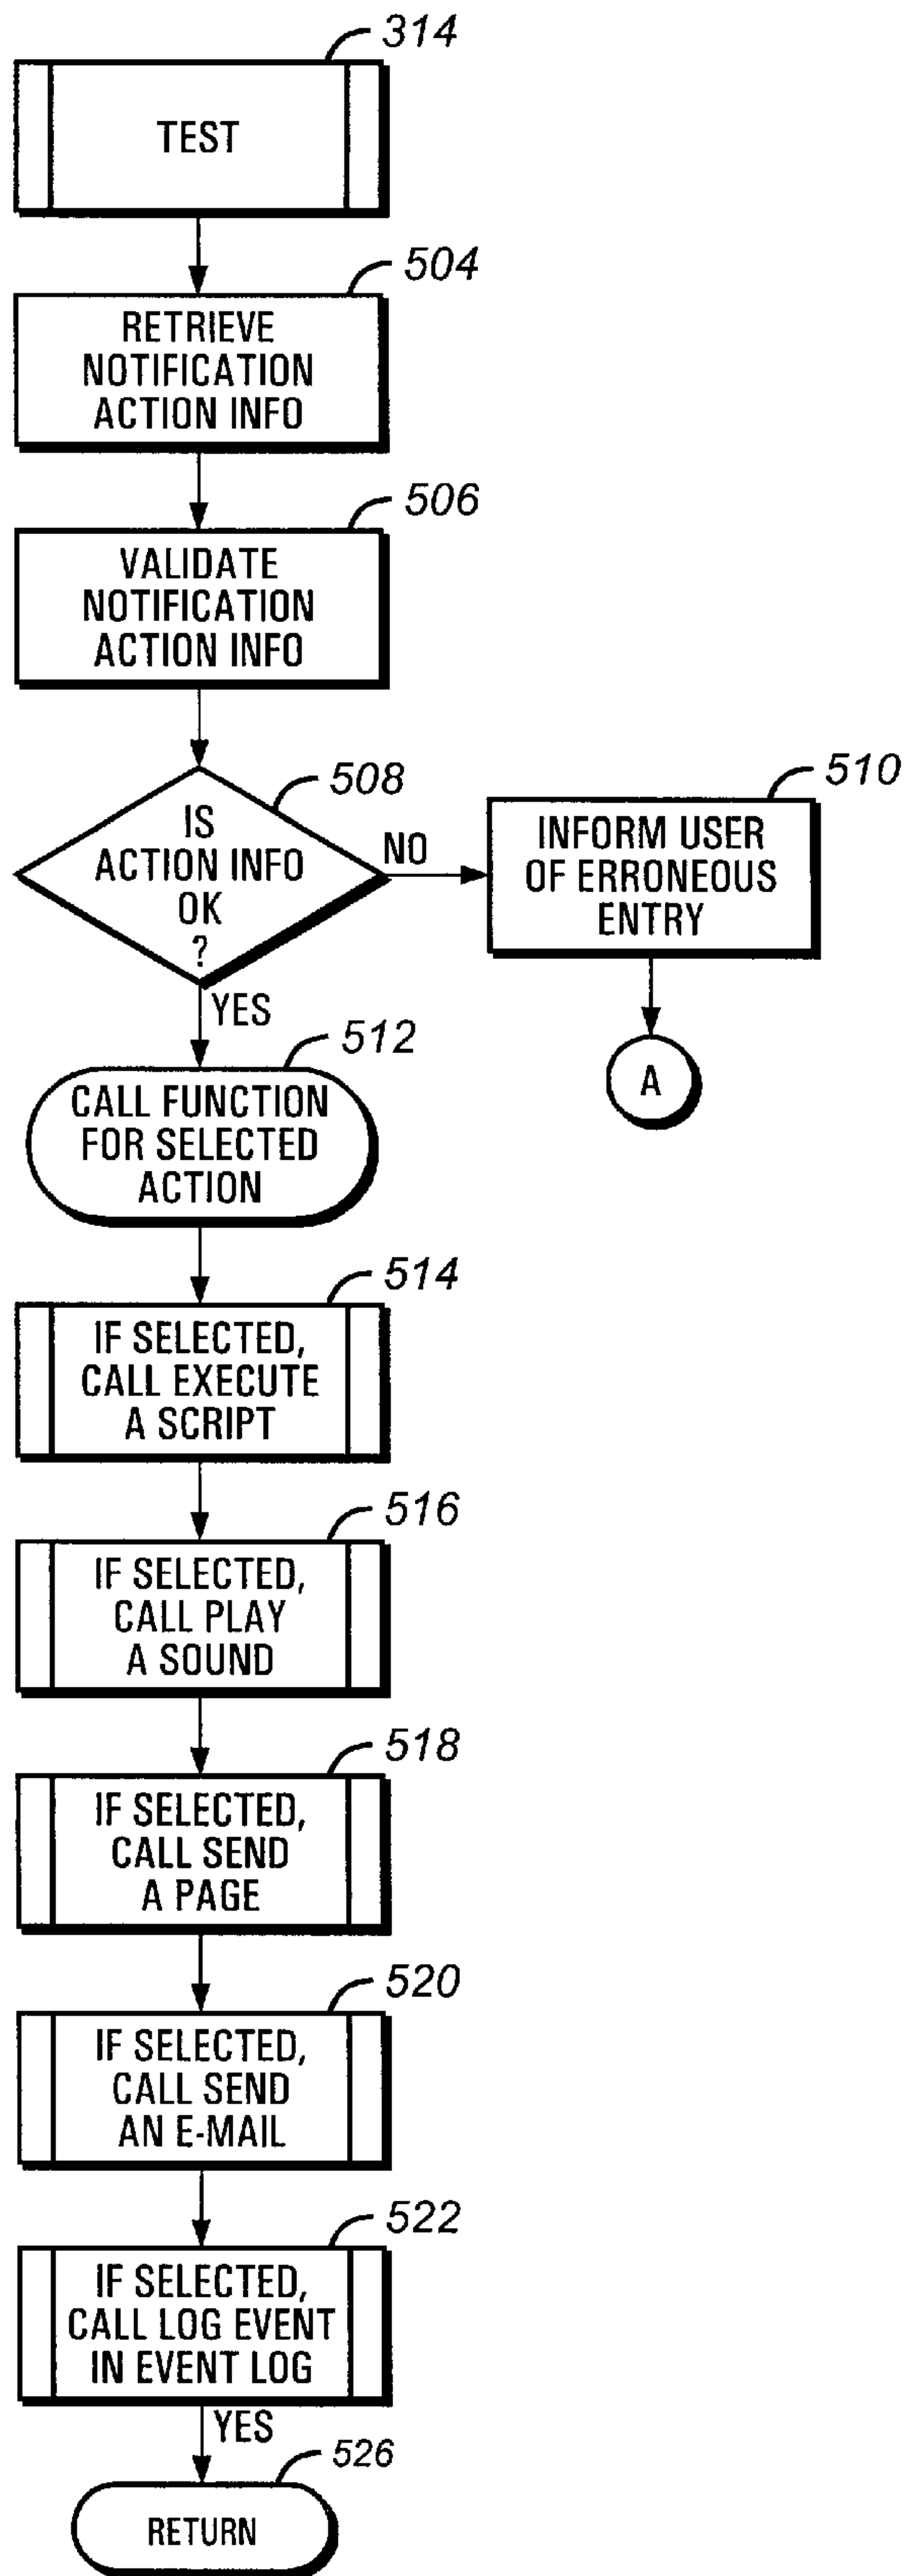 314
TEST
504
RETRIEVE
NOTIFICATION
ACTION INFO
506
VALIDATE
NOTIFICATION
ACTION INFO
508
IS
ACTION INFO
OK
?
NO
510
INFORM USER
OF ERRONEOUS
ENTRY
A
YES
512
CALL FUNCTION
FOR SELECTED
ACTION
514
IF SELECTED,
CALL EXECUTE
A SCRIPT
516
IF SELECTED,
CALL PLAY
A SOUND
518
IF SELECTED,
CALL SEND
A PAGE
520
IF SELECTED,
CALL SEND
AN E-MAIL
522
IF SELECTED,
CALL LOG EVENT
IN EVENT LOG
YES
526
RETURN